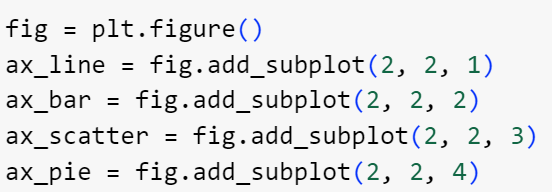 fig = plt.figure()
ax_line = fig.add_subplot(2, 2, 1)
ax_bar = fig.add_subplot(2, 2, 2)
ax_scatter = fig.add_subplot(2, 2, 3)
ax_pie = fig.add_subplot(2, 2, 4)